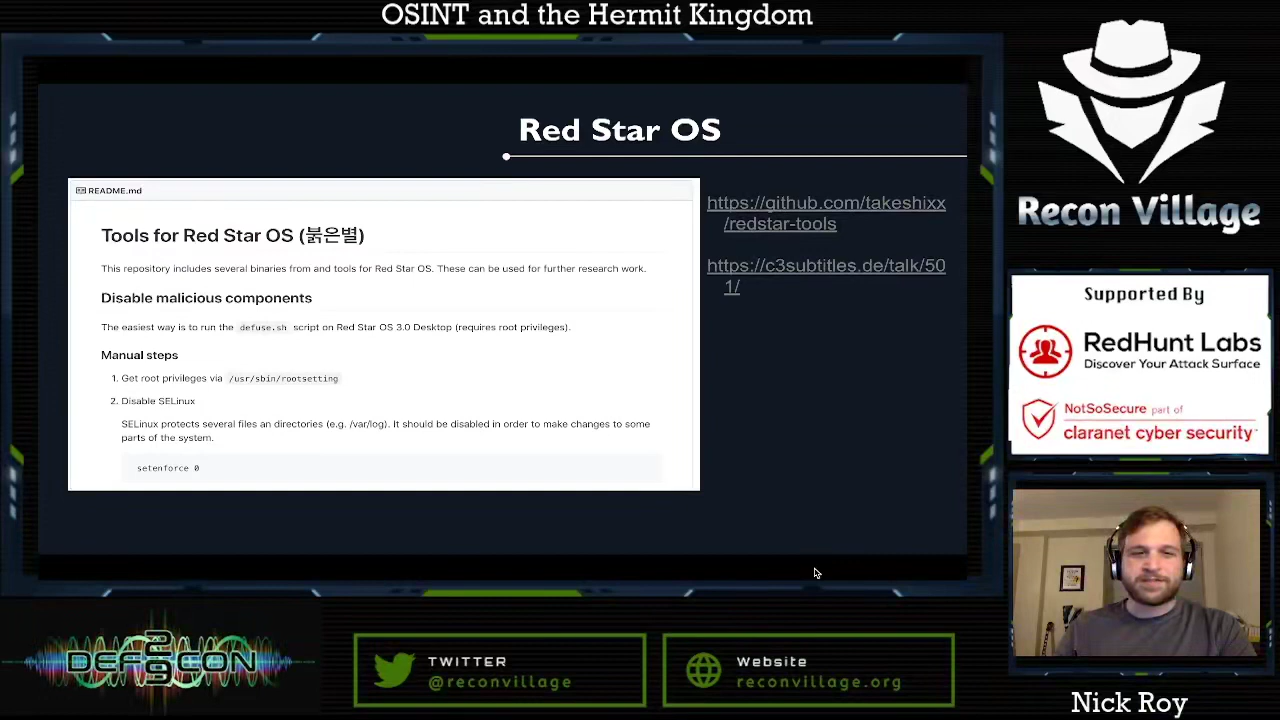 OSINT and the Hermit Kingdom
Red Star OS
README.md
Tools for Red Star OS (붉은별)
This repository includes several binaries from and tools for Red Star OS. These can be used for further research work.
Disable malicious components
The easiest way is to run the defuse.sh script on Red Star OS 3.0 Desktop (requires root privileges).
Manual steps
1. Get root privileges via /usr/sbin/rootsetting
2. Disable SELinux
SELinux protects several files an directories (e.g. /var/log). It should be disabled in order to make changes to some
parts of the system.
setenforce 0
https://github.com/takeshixx
/redstar-tools
https://c3subtitles.de/talk/50
1/
Recon Village
Supported By
RedHunt Labs
Discover Your Attack Surface
NotSoSecure part of
claranet cyber security
DEFCON
29
TWITTER
@reconvillage
Website
reconvillage.org
Nick Roy